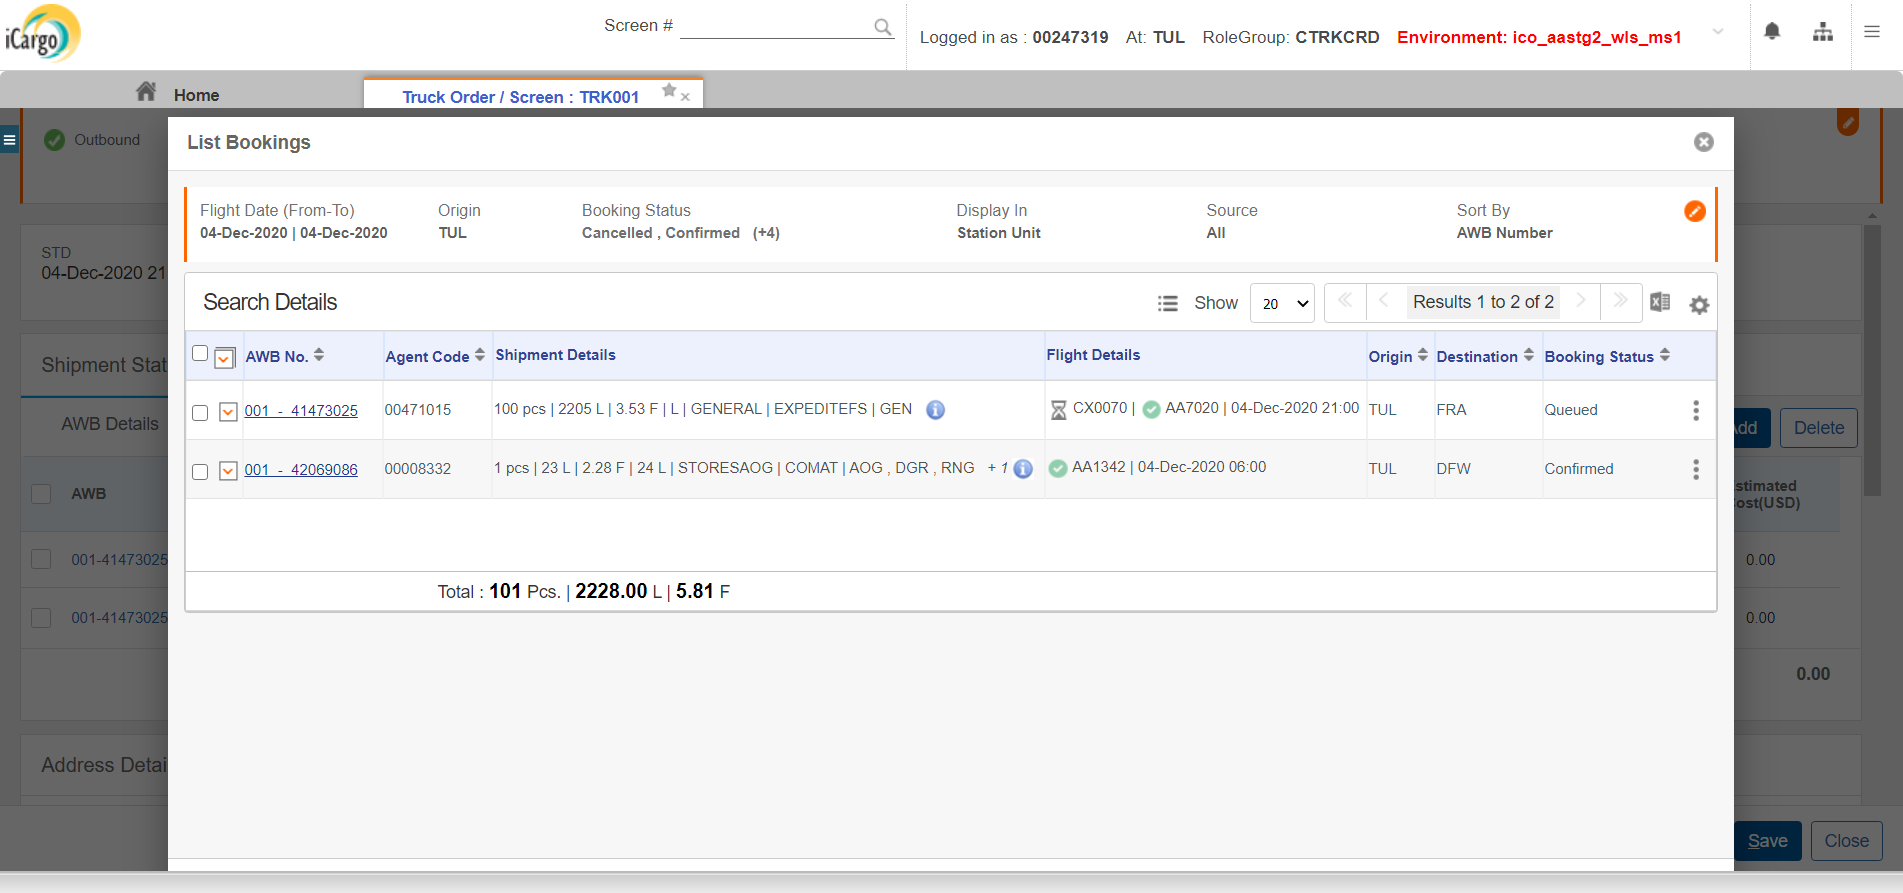 iCargo
Screen #
Logged in as : 00247319 At: TUL RoleGroup: CTRKCRD Environment: ico_aastg2_wls_ms1
Home
Truck Order / Screen : TRK001
Outbound
List Bookings
Flight Date (From-To) Origin Booking Status Display In Source Sort By
04-Dec-2020 | 04-Dec-2020 TUL Cancelled , Confirmed (+4) Station Unit All AWB Number
STD
04-Dec-2020 21
Search Details
Show 20 Results 1 to 2 of 2
AWB No. Agent Code Shipment Details Flight Details Origin Destination Booking Status
001 - 41473025 00471015 100 pcs | 2205 L | 3.53 F | L | GENERAL | EXPEDITEFS | GEN CX0070 | AA7020 | 04-Dec-2020 21:00 TUL FRA Queued
001 - 42069086 00008332 1 pcs | 23 L | 2.28 F | 24 L | STORESAOG | COMAT | AOG , DGR , RNG + 1 AA1342 | 04-Dec-2020 06:00 TUL DFW Confirmed
Total : 101 Pcs. | 2228.00 L | 5.81 F
Shipment Stat
AWB Details
dd Delete
AWB
stimated
ost(USD)
001-41473025 0.00
001-41473025 0.00
0.00
Address Detai
Save Close